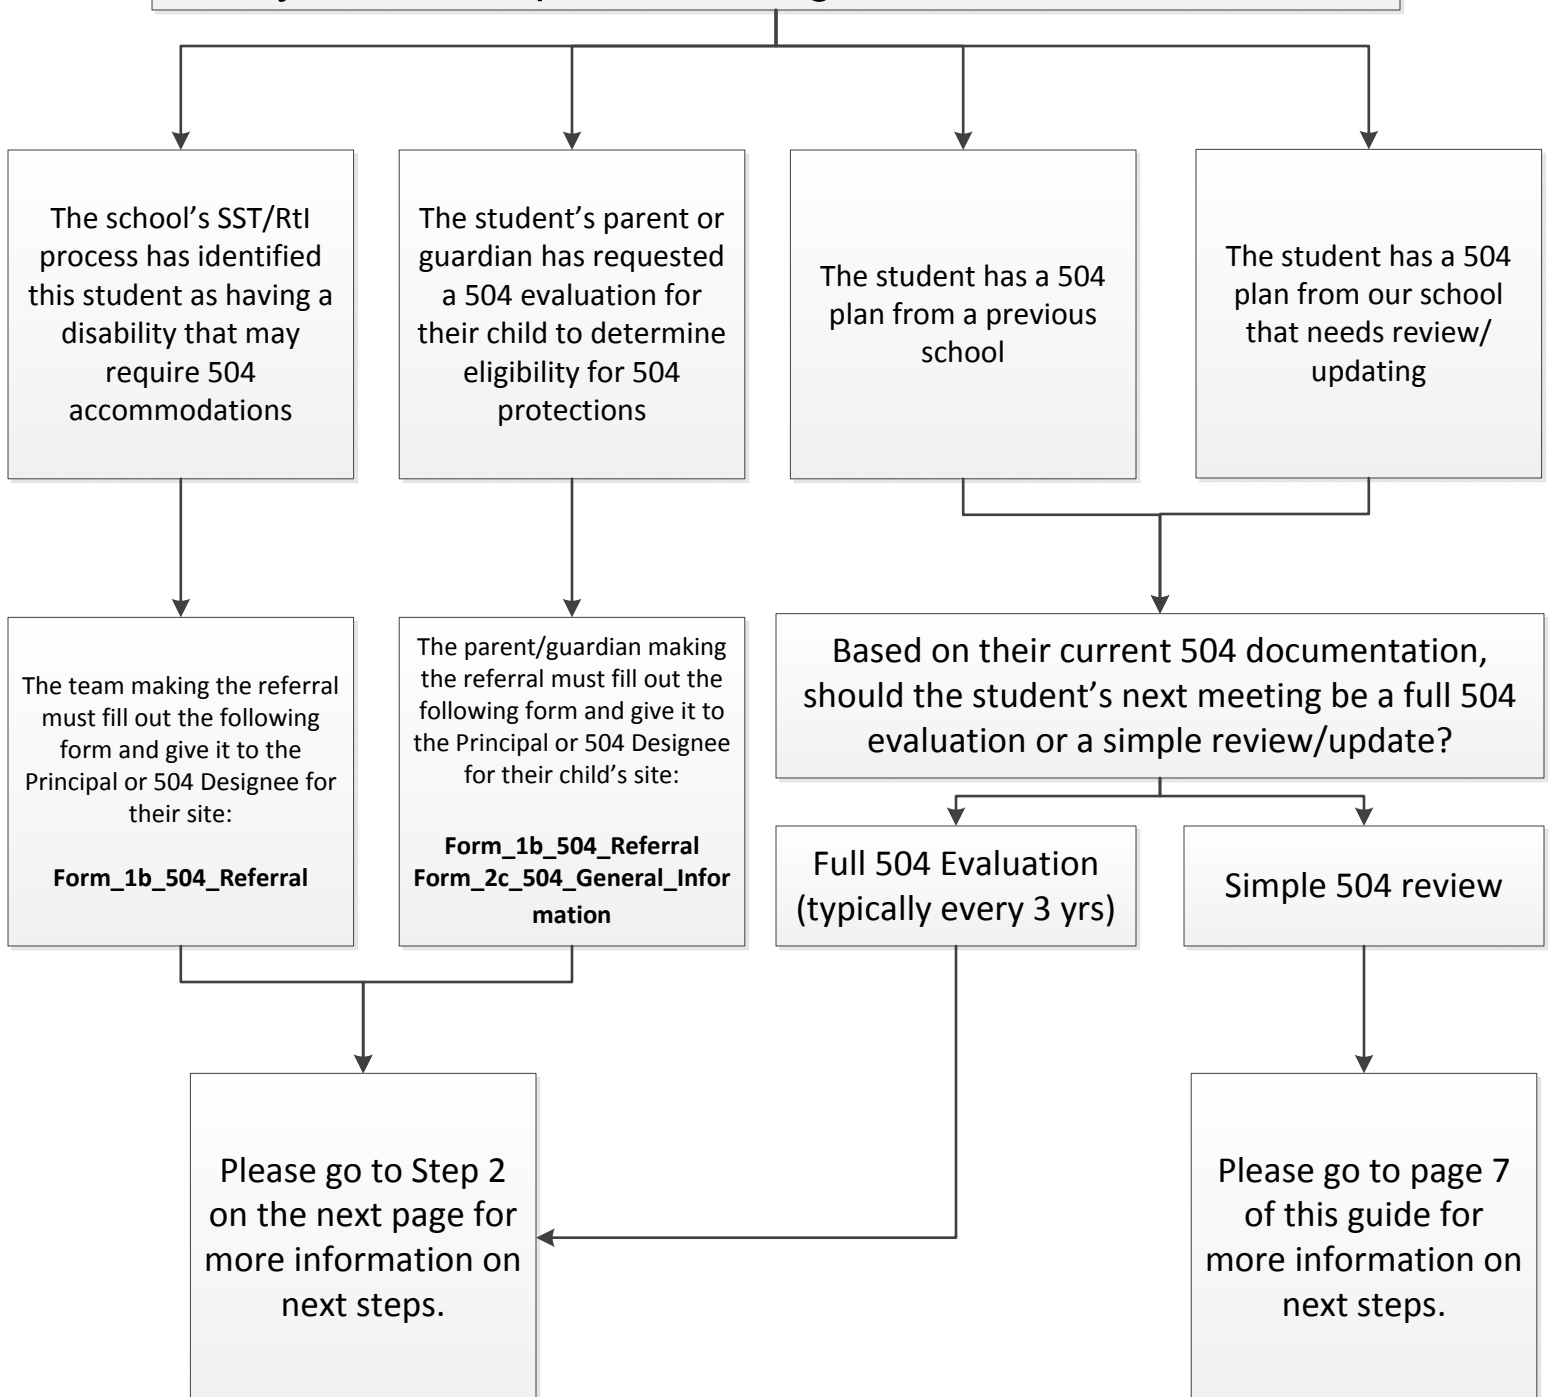 The school's SST/RtI
process has identified
this student as having a
disability that may
require 504
accommodations
The student's parent or
guardian has requested
a 504 evaluation for
their child to determine
eligibility for 504
protections
The student has a 504
plan from a previous
school
The student has a 504
plan from our school
that needs review/
updating
The team making the referral
must fill out the following
form and give it to the
Principal or 504 Designee for
their site:
Form_1b_504_Referral
The parent/guardian making
the referral must fill out the
following form and give it to
the Principal or 504 Designee
for their child's site:
Form_1b_504_Referral
Form_2c_504_General_Infor
mation
Based on their current 504 documentation,
should the student's next meeting be a full 504
evaluation or a simple review/update?
Full 504 Evaluation
(typically every 3 yrs)
Simple 504 review
Please go to Step 2
on the next page for
more information on
next steps.
Please go to page 7
of this guide for
more information on
next steps.